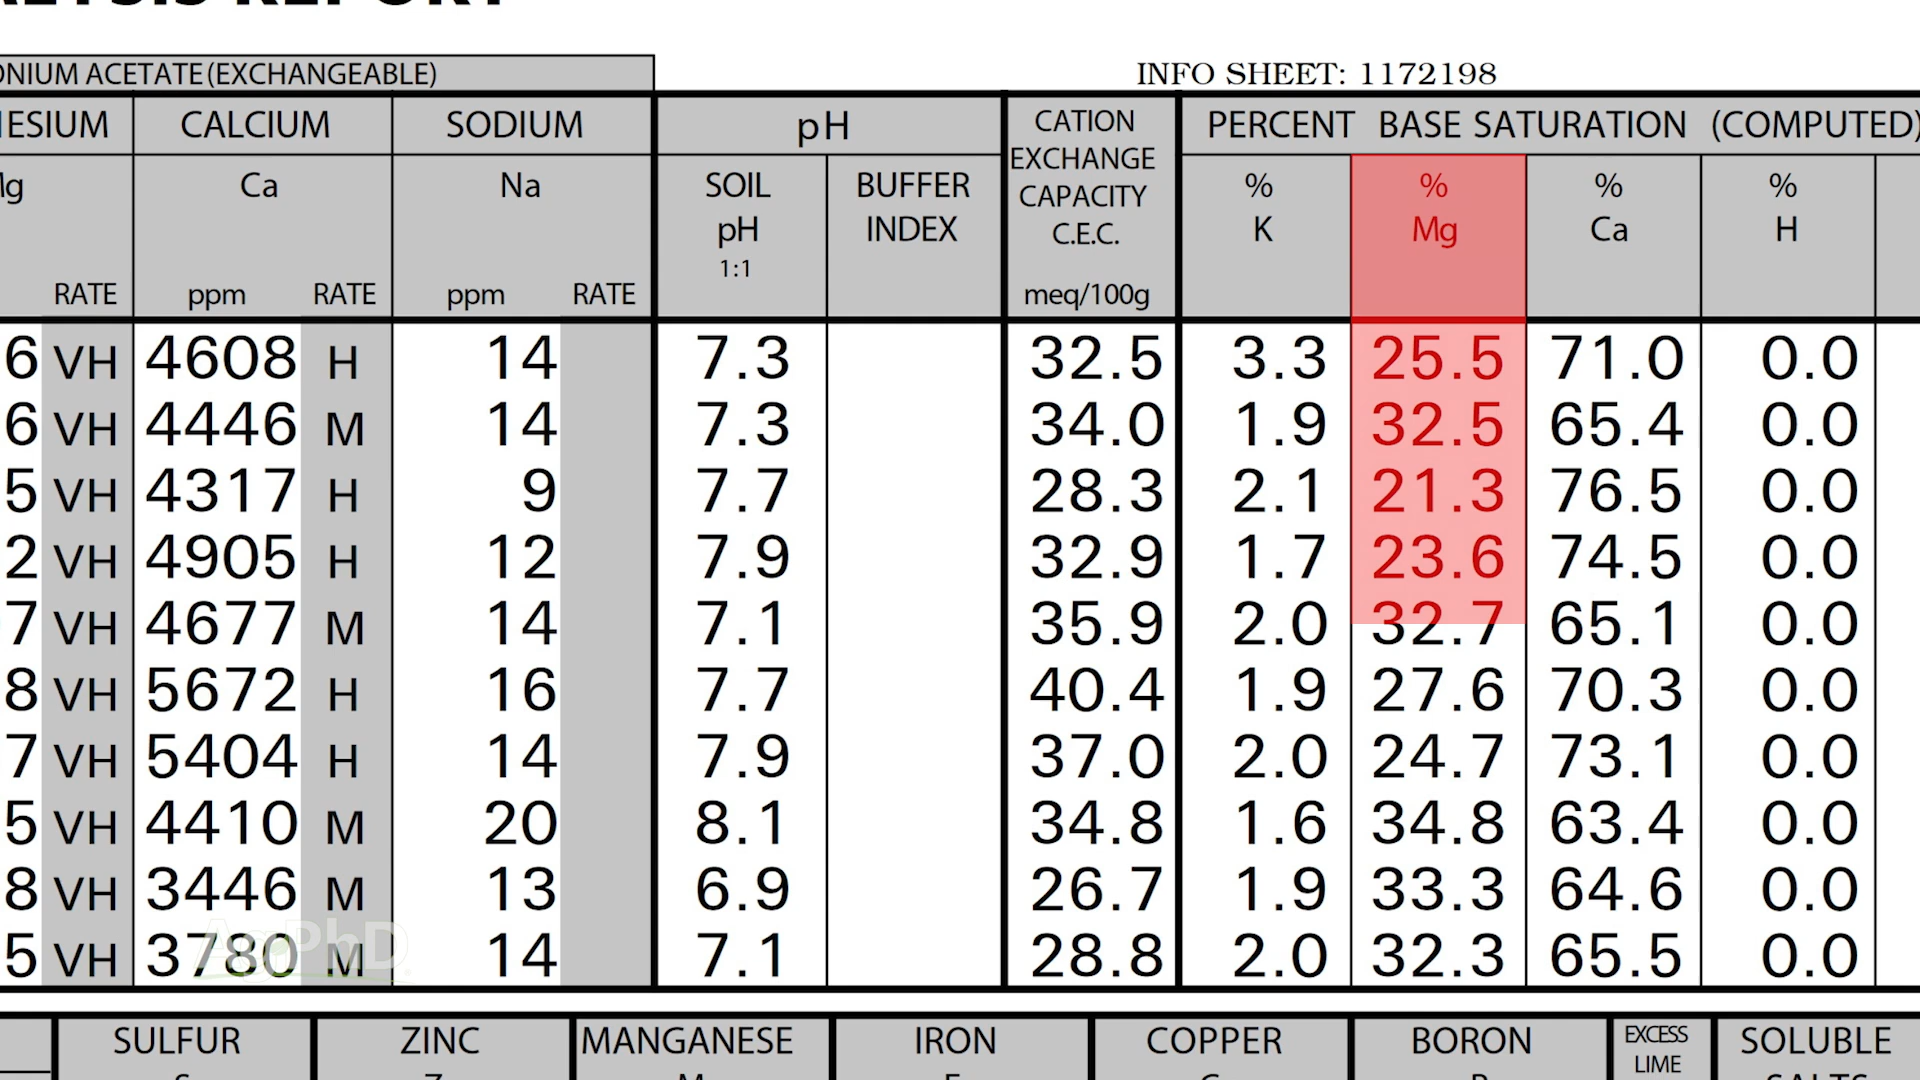 ONIUM ACETATE (EXCHANGEABLE)
INFO SHEET: 1172198
ESIUM CALCIUM SODIUM pH CATION EXCHANGE CAPACITY C.E.C. PERCENT BASE SATURATION (COMPUTED)
Mg Ca Na SOIL pH 1:1 BUFFER INDEX % K % Mg % Ca % H
RATE ppm RATE ppm RATE meq/100g
6 VH 4608 H 14 7.3 32.5 3.3 25.5 71.0 0.0
6 VH 4446 M 14 7.3 34.0 1.9 32.5 65.4 0.0
5 VH 4317 H 9 7.7 28.3 2.1 21.3 76.5 0.0
2 VH 4905 H 12 7.9 32.9 1.7 23.6 74.5 0.0
7 VH 4677 M 14 7.1 35.9 2.0 32.7 65.1 0.0
8 VH 5672 H 16 7.7 40.4 1.9 27.6 70.3 0.0
7 VH 5404 H 14 7.9 37.0 2.0 24.7 73.1 0.0
5 VH 4410 M 20 8.1 34.8 1.6 34.8 63.4 0.0
8 VH 3446 M 13 6.9 26.7 1.9 33.3 64.6 0.0
5 VH 3780 M 14 7.1 28.8 2.0 32.3 65.5 0.0
AgPhD
SULFUR ZINC MANGANESE IRON COPPER BORON EXCESS LIME SOLUBLE